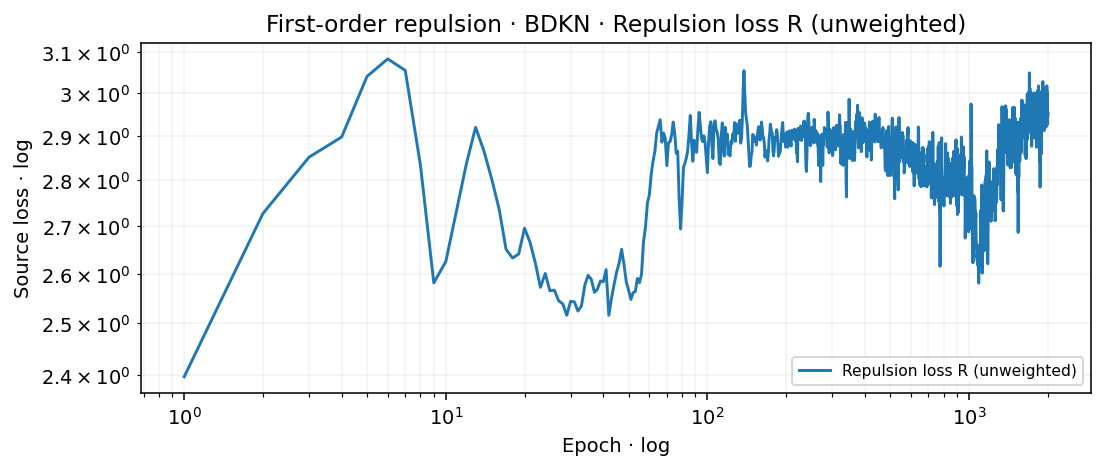 First-order repulsion · BDKN · Repulsion loss R (unweighted)
Source loss · log
3.1 × 10⁰
3 × 10⁰
2.9 × 10⁰
2.8 × 10⁰
2.7 × 10⁰
2.6 × 10⁰
2.5 × 10⁰
2.4 × 10⁰
Repulsion loss R (unweighted)
10⁰ 10¹ 10² 10³
Epoch · log